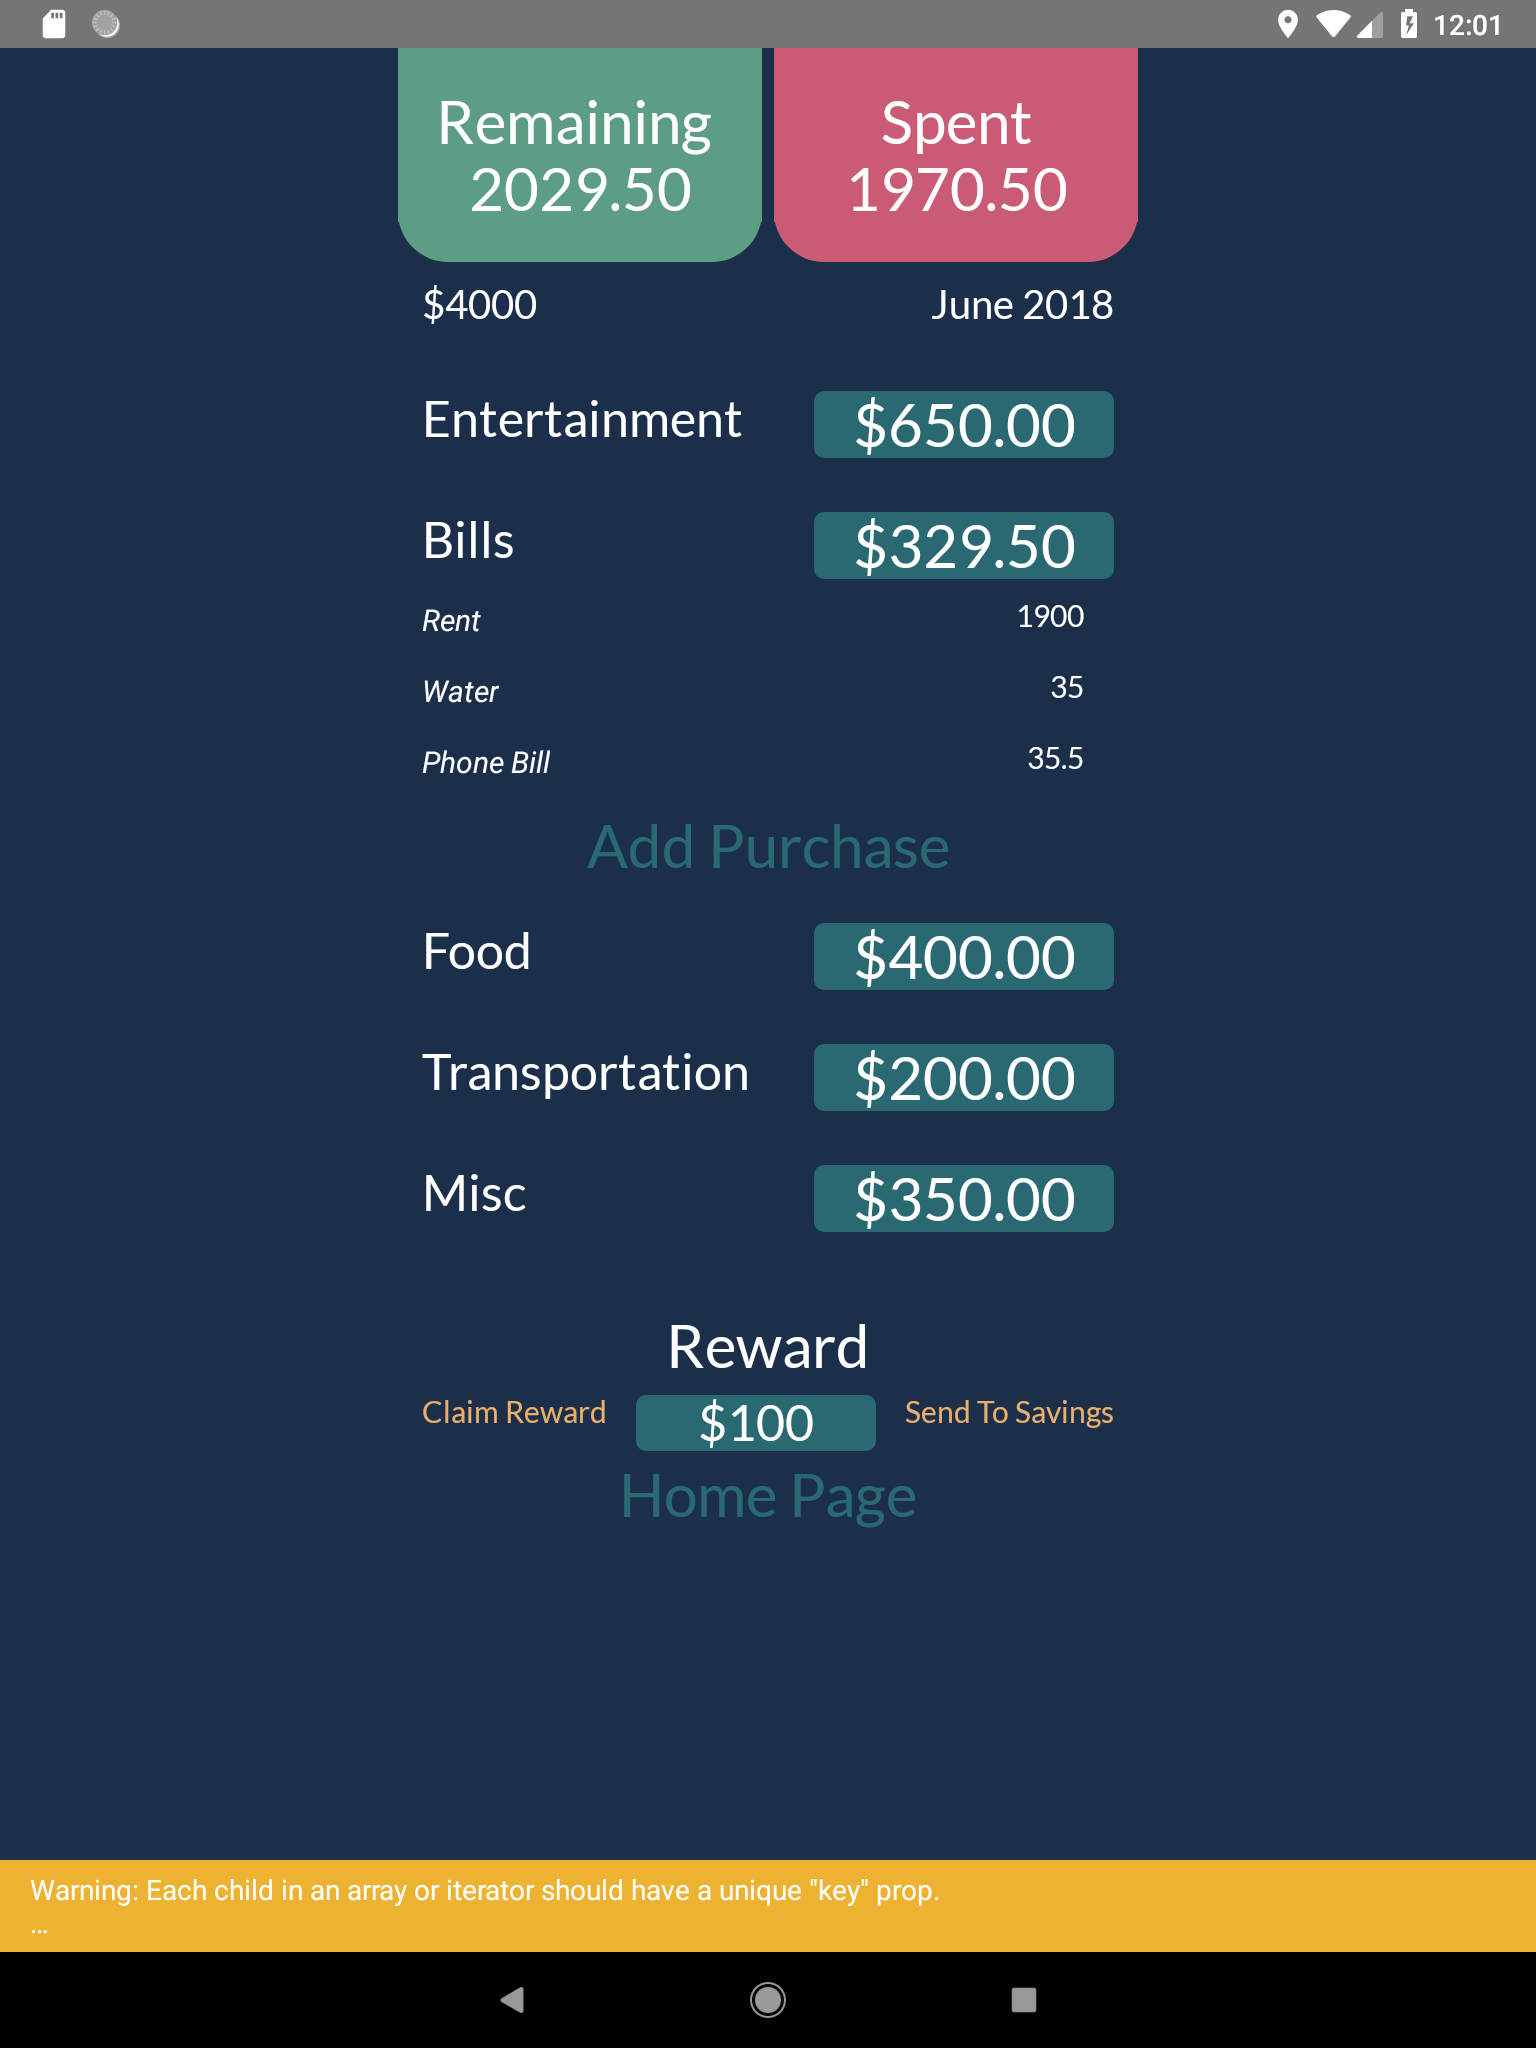 12:01
Remaining
2029.50
Spent
1970.50
$4000
June 2018
Entertainment
$650.00
Bills
$329.50
Rent
1900
Water
35
Phone Bill
35.5
Add Purchase
Food
$400.00
Transportation
$200.00
Misc
$350.00
Reward
Claim Reward
$100
Send To Savings
Home Page
Warning: Each child in an array or iterator should have a unique "key" prop.
...